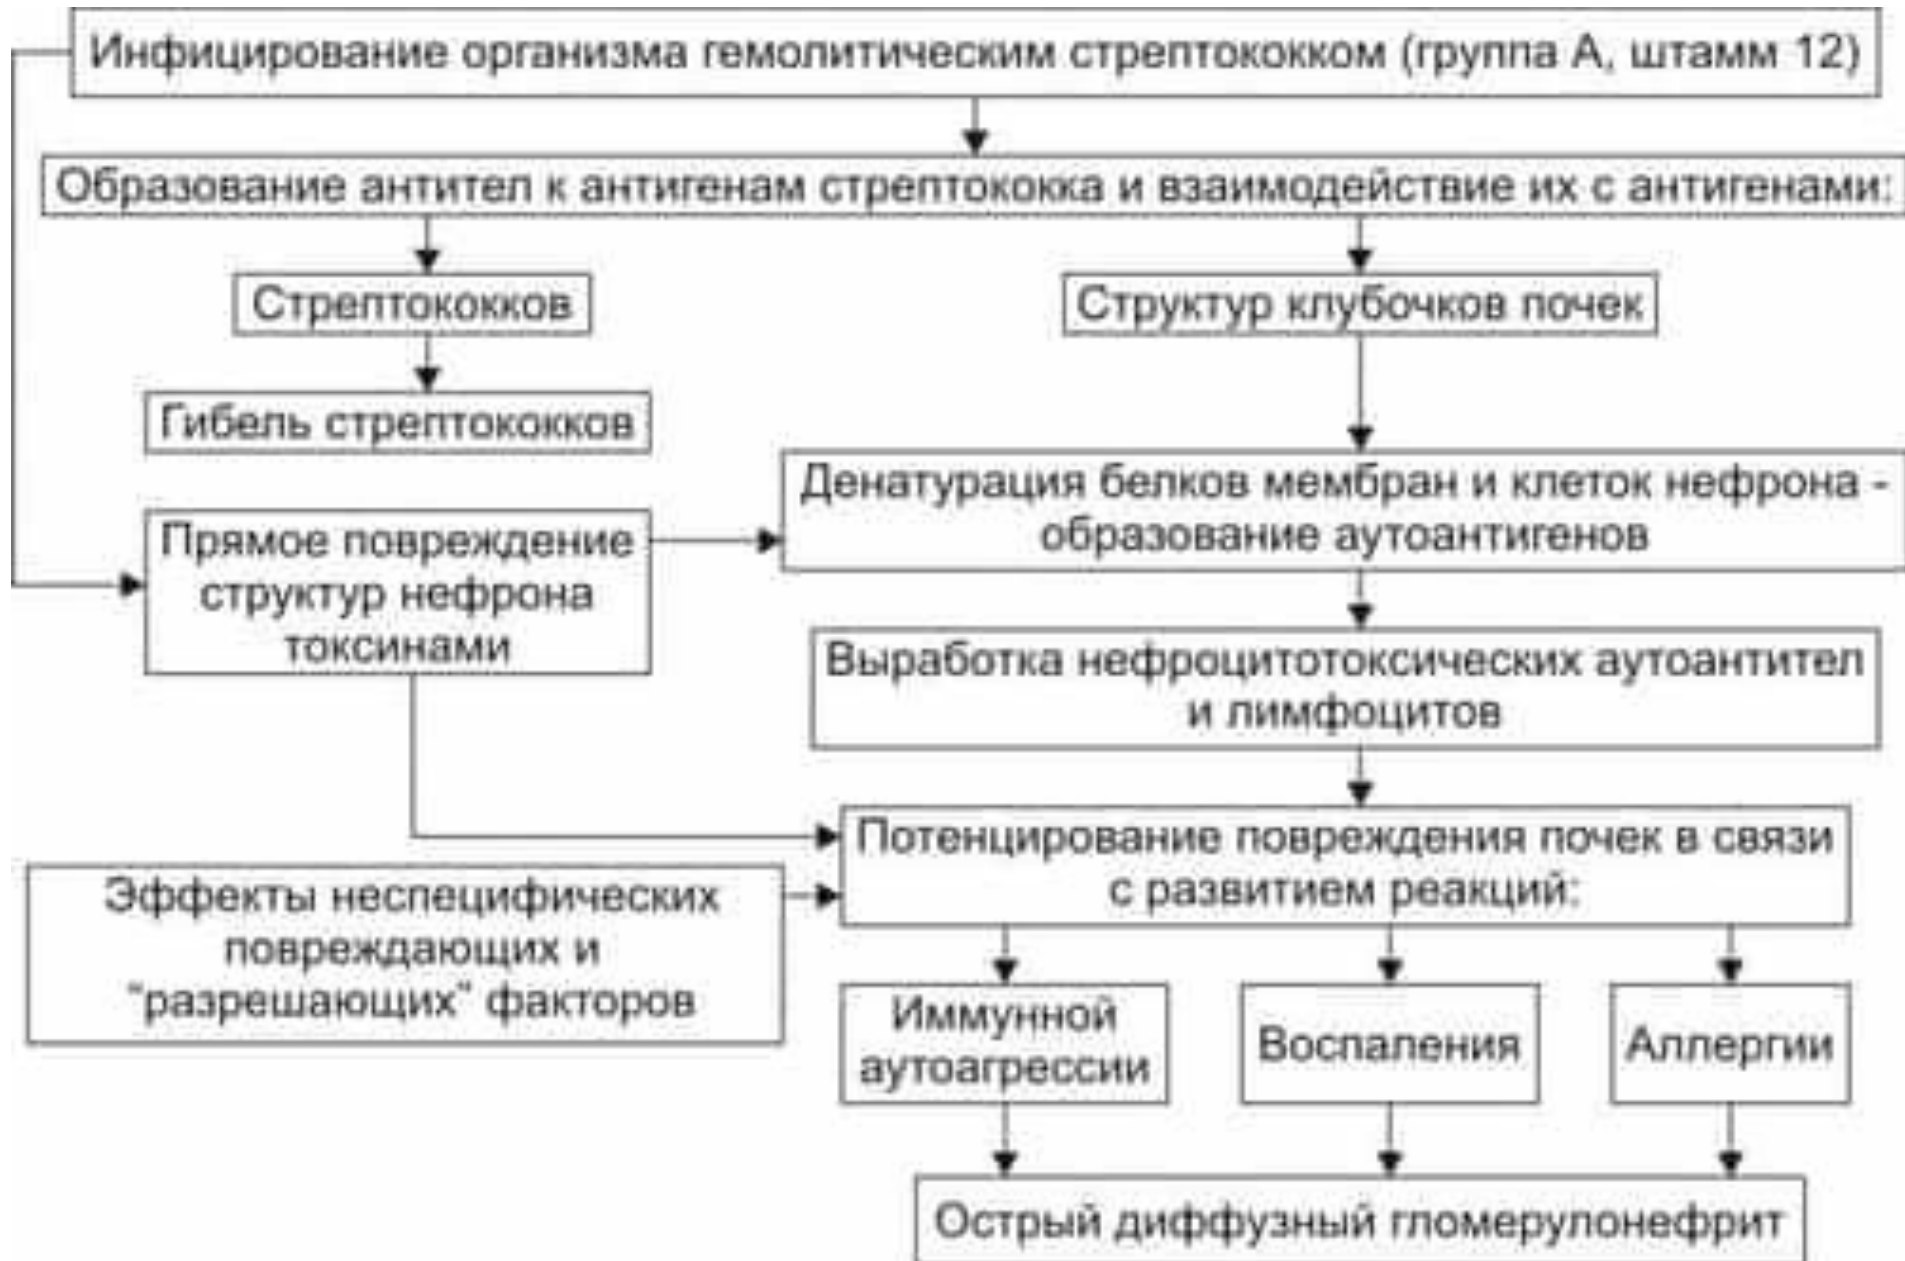 Инфицирование организма гемолитическим стрептококком (группа А, штамм 12)
Образование антител к антигенам стрептококка и взаимодействие их с антигенами:
Стрептококков
Структур клубочков почек
Гибель стрептококков
Денатурация белков мембран и клеток нефрона -
образование аутоантигенов
Прямое повреждение
структур нефрона
токсинами
Выработка нефроцитотоксических аутоантител
и лимфоцитов
Потенцирование повреждения почек в связи
с развитием реакций:
Эффекты неспецифических
повреждающих и
“разрешающих” факторов
Иммунной
аутоагрессии
Воспаления
Аллергии
Острый диффузный гломерулонефрит